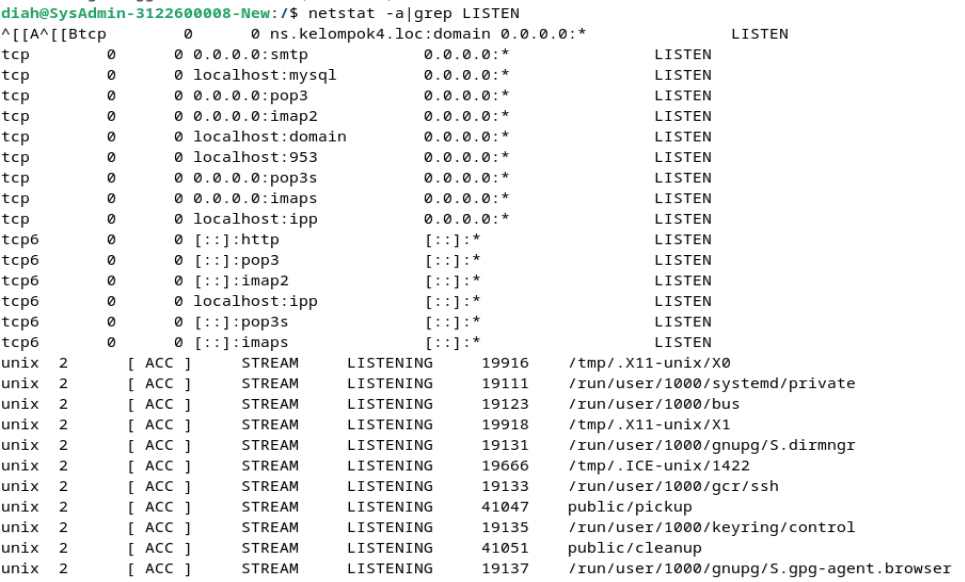 diah@SysAdmin-3122600008-New:/$ netstat -a|grep LISTEN
^[[A^[[Btcp        0      0 ns.kelompok4.loc:domain 0.0.0.0:*               LISTEN
tcp        0      0 0.0.0.0:smtp            0.0.0.0:*               LISTEN
tcp        0      0 localhost:mysql         0.0.0.0:*               LISTEN
tcp        0      0 0.0.0.0:pop3            0.0.0.0:*               LISTEN
tcp        0      0 0.0.0.0:imap2           0.0.0.0:*               LISTEN
tcp        0      0 localhost:domain        0.0.0.0:*               LISTEN
tcp        0      0 localhost:953           0.0.0.0:*               LISTEN
tcp        0      0 0.0.0.0:pop3s           0.0.0.0:*               LISTEN
tcp        0      0 0.0.0.0:imaps           0.0.0.0:*               LISTEN
tcp        0      0 localhost:ipp           0.0.0.0:*               LISTEN
tcp6       0      0 [::]:http               [::]:*                  LISTEN
tcp6       0      0 [::]:pop3               [::]:*                  LISTEN
tcp6       0      0 [::]:imap2              [::]:*                  LISTEN
tcp6       0      0 localhost:ipp           [::]:*                  LISTEN
tcp6       0      0 [::]:pop3s              [::]:*                  LISTEN
tcp6       0      0 [::]:imaps              [::]:*                  LISTEN
unix  2      [ ACC ]     STREAM     LISTENING     19916    /tmp/.X11-unix/X0
unix  2      [ ACC ]     STREAM     LISTENING     19111    /run/user/1000/systemd/private
unix  2      [ ACC ]     STREAM     LISTENING     19123    /run/user/1000/bus
unix  2      [ ACC ]     STREAM     LISTENING     19918    /tmp/.X11-unix/X1
unix  2      [ ACC ]     STREAM     LISTENING     19131    /run/user/1000/gnupg/S.dirmngr
unix  2      [ ACC ]     STREAM     LISTENING     19666    /tmp/.ICE-unix/1422
unix  2      [ ACC ]     STREAM     LISTENING     19133    /run/user/1000/gcr/ssh
unix  2      [ ACC ]     STREAM     LISTENING     41047    public/pickup
unix  2      [ ACC ]     STREAM     LISTENING     19135    /run/user/1000/keyring/control
unix  2      [ ACC ]     STREAM     LISTENING     41051    public/cleanup
unix  2      [ ACC ]     STREAM     LISTENING     19137    /run/user/1000/gnupg/S.gpg-agent.browser